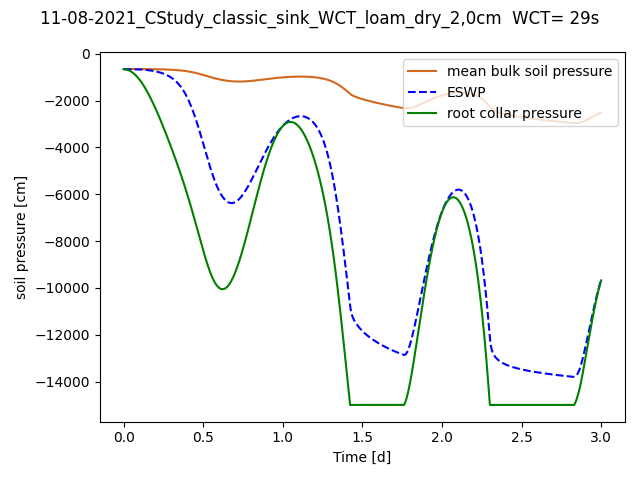 11-08-2021_CStudy_classic_sink_WCT_loam_dry_2,0cm  WCT= 29s
mean bulk soil pressure
ESWP
root collar pressure
soil pressure [cm]
0
−2000
−4000
−6000
−8000
−10000
−12000
−14000
0.0 0.5 1.0 1.5 2.0 2.5 3.0
Time [d]